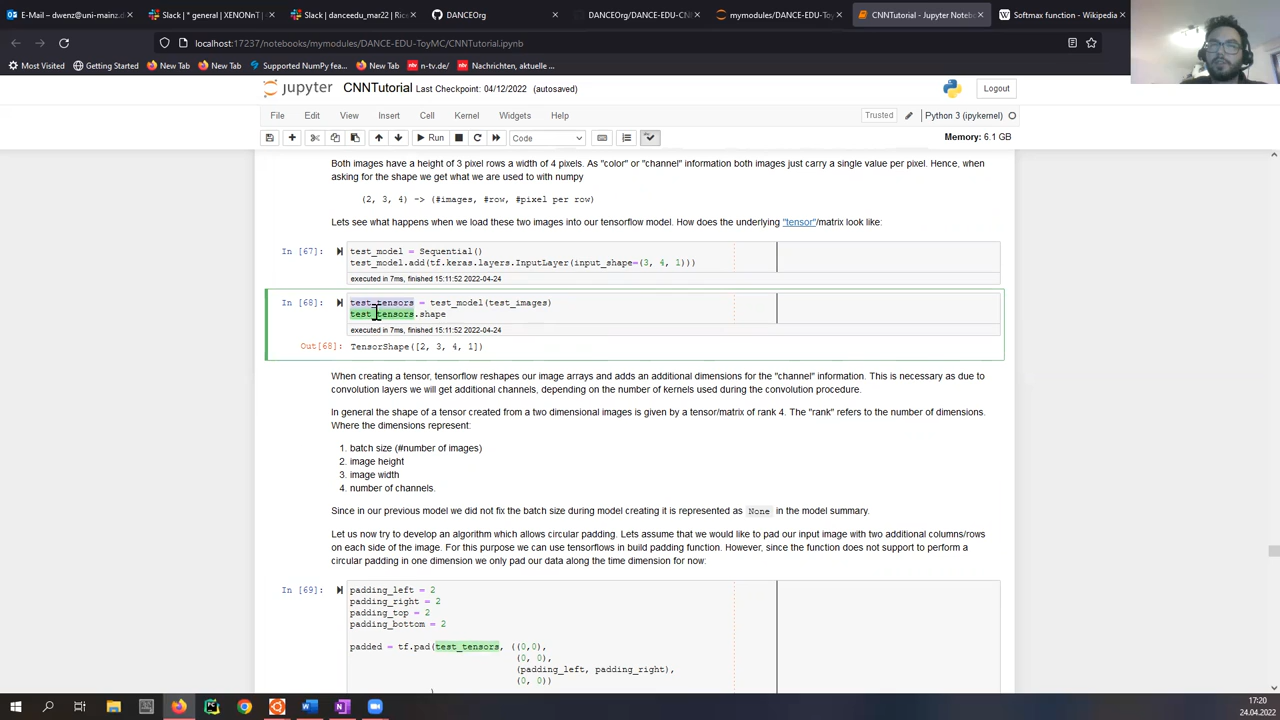 E-Mail – dwenz@uni-mainz.de
Slack | * general | XENONnT |
Slack | danceedu_mar22 | Rice
DANCEOrg
DANCEOrg/DANCE-EDU-CN
mymodules/DANCE-EDU-Toy
CNNTutorial - Jupyter Noteb
Softmax function – Wikipedia
localhost:17237/notebooks/mymodules/DANCE-EDU-ToyMC/CNNTutorial.ipynb
Most Visited
Getting Started
New Tab
New Tab
Supported NumPy fea
New Tab
n-tv.de/
Nachrichten, aktuelle ...
jupyter CNNTutorial Last Checkpoint: 04/12/2022 (autosaved)
Logout
File Edit View Insert Cell Kernel Widgets Help
Trusted
Python 3 (ipykernel)
Run
Code
Memory: 6.1 GB
Both images have a height of 3 pixel rows a width of 4 pixels. As "color" or "channel" information both images just carry a single value per pixel. Hence, when
asking for the shape we get what we are used to with numpy
(2, 3, 4) -> (#images, #row, #pixel per row)
Lets see what happens when we load these two images into our tensorflow model. How does the underlying "tensor"/matrix look like:
In [67]:
test_model = Sequential()
test_model.add(tf.keras.layers.InputLayer(input_shape=(3, 4, 1)))
executed in 7ms, finished 15:11:52 2022-04-24
In [68]:
test_tensors = test_model(test_images)
test_tensors.shape
executed in 7ms, finished 15:11:52 2022-04-24
Out[68]: TensorShape([2, 3, 4, 1])
When creating a tensor, tensorflow reshapes our image arrays and adds an additional dimensions for the "channel" information. This is necessary as due to
convolution layers we will get additional channels, depending on the number of kernels used during the convolution procedure.
In general the shape of a tensor created from a two dimensional images is given by a tensor/matrix of rank 4. The "rank" refers to the number of dimensions.
Where the dimensions represent:
1. batch size (#number of images)
2. image height
3. image width
4. number of channels.
Since in our previous model we did not fix the batch size during model creating it is represented as None in the model summary.
Let us now try to develop an algorithm which allows circular padding. Lets assume that we would like to pad our input image with two additional columns/rows
on each side of the image. For this purpose we can use tensorflows in build padding function. However, since the function does not support to perform a
circular padding in one dimension we only pad our data along the time dimension for now:
In [69]:
padding_left = 2
padding_right = 2
padding_top = 2
padding_bottom = 2
padded = tf.pad(test_tensors, ((0,0),
(0, 0),
(padding_left, padding_right),
(0, 0))
17:20
24.04.2022